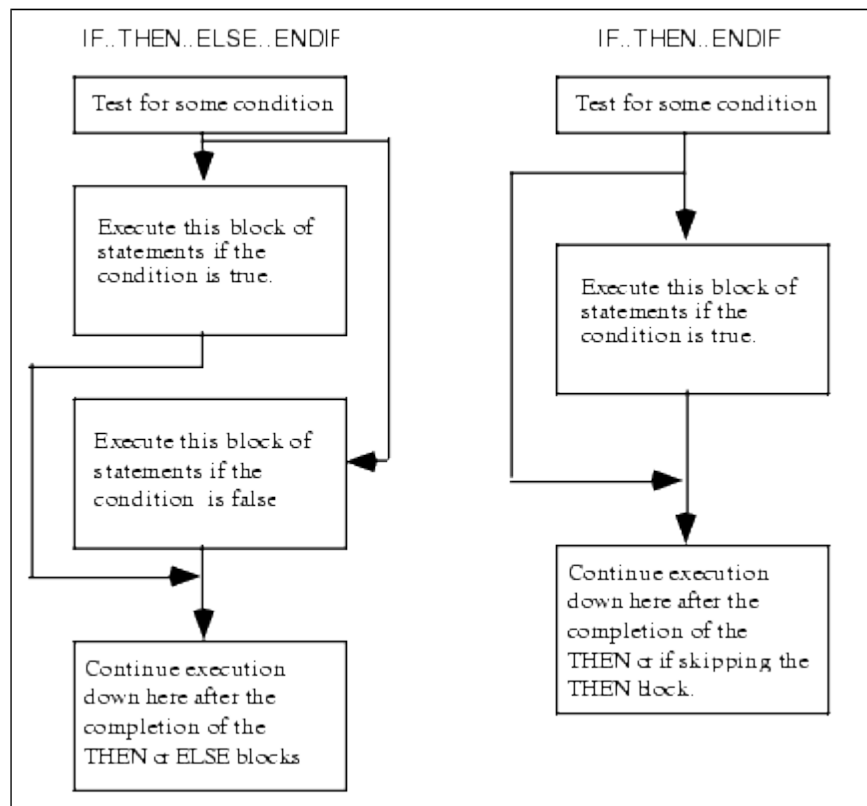 IF..THEN..ELSE..ENDIF
Test for some condition
Execute this block of
statements if the
condition is true.
Execute this block of
statements if the
condition is false
Continue execution
down here after the
completion of the
THEN or ELSE blocks
IF..THEN..ENDIF
Test for some condition
Execute this block of
statements if the
condition is true.
Continue execution
down here after the
completion of the
THEN or if skipping the
THEN block.